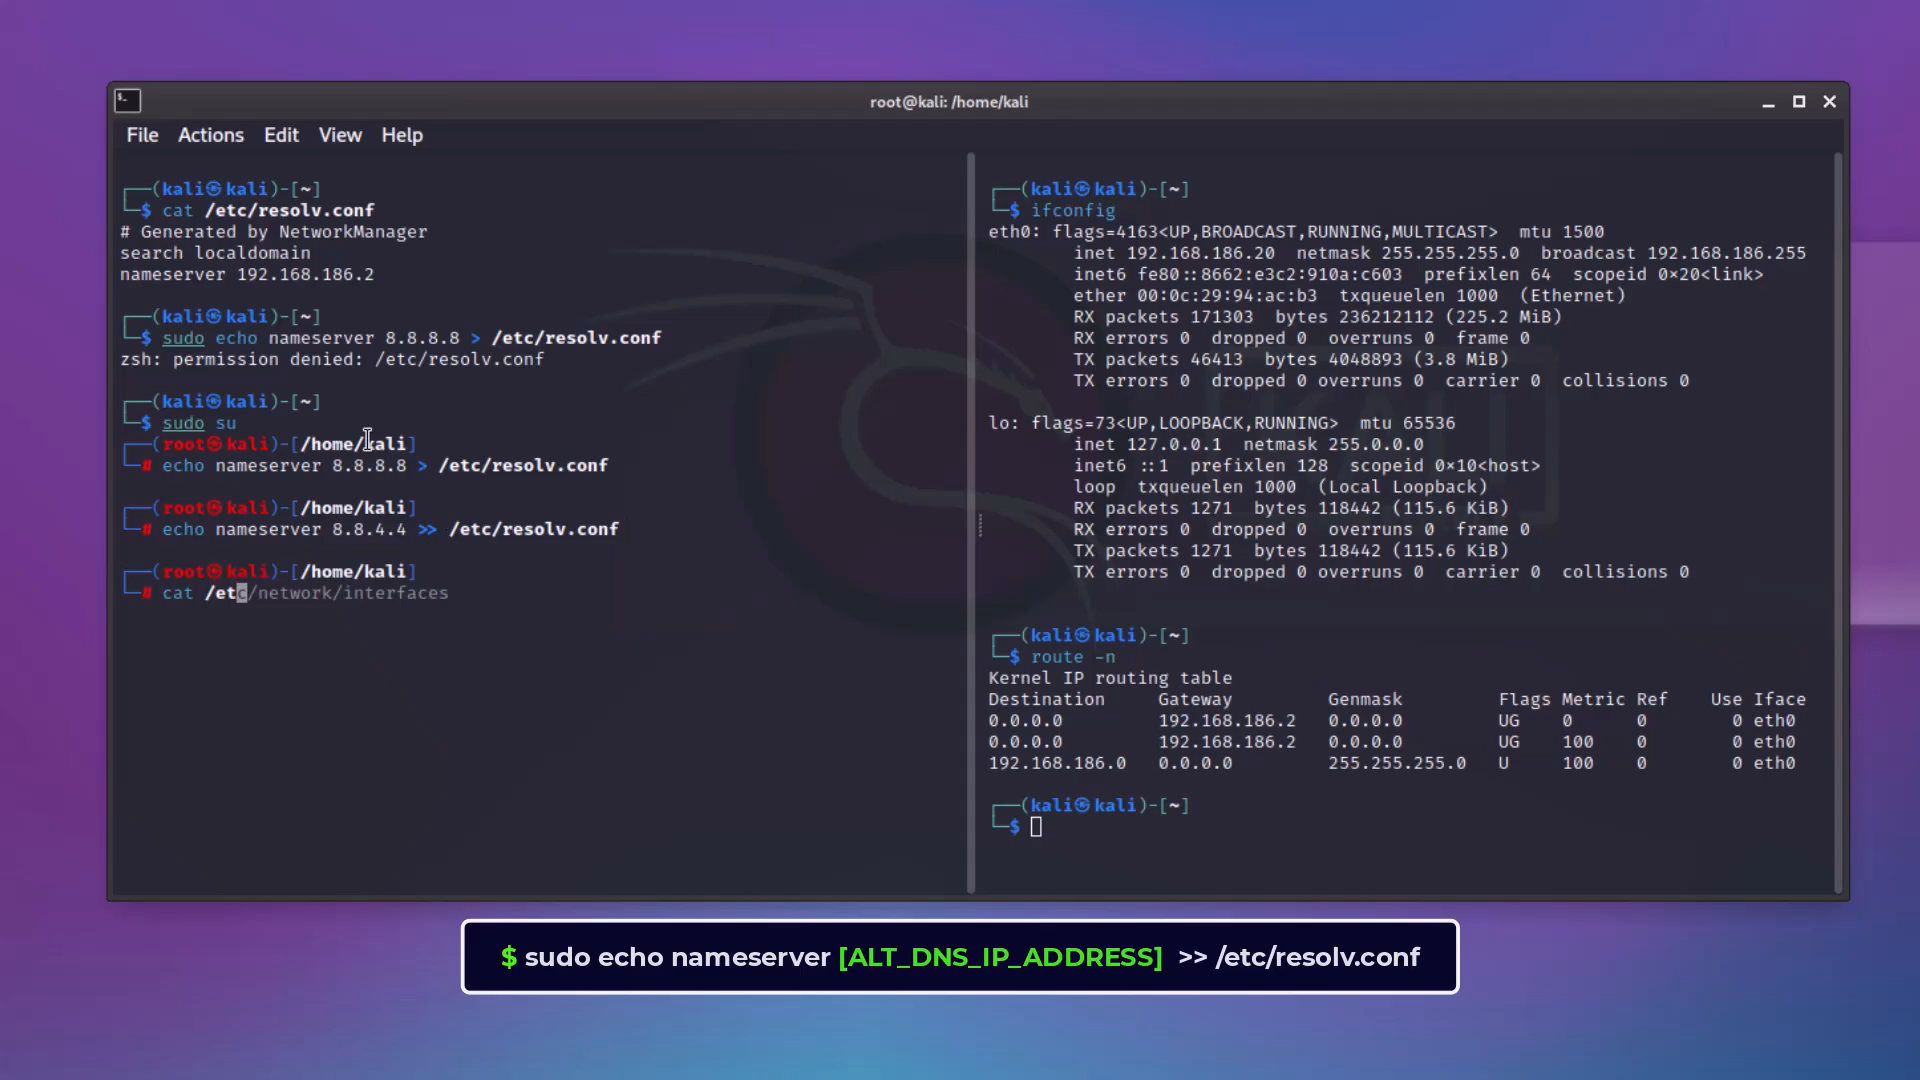 root@kali: /home/kali
File Actions Edit View Help
┌──(kali㉿kali)-[~]
└─$ cat /etc/resolv.conf
# Generated by NetworkManager
search localdomain
nameserver 192.168.186.2
┌──(kali㉿kali)-[~]
└─$ sudo echo nameserver 8.8.8.8 > /etc/resolv.conf
zsh: permission denied: /etc/resolv.conf
┌──(kali㉿kali)-[~]
└─$ sudo su
┌──(root㉿kali)-[/home/kali]
└─# echo nameserver 8.8.8.8 > /etc/resolv.conf
┌──(root㉿kali)-[/home/kali]
└─# echo nameserver 8.8.4.4 >> /etc/resolv.conf
┌──(root㉿kali)-[/home/kali]
└─# cat /etc/network/interfaces
┌──(kali㉿kali)-[~]
└─$ ifconfig
eth0: flags=4163<UP,BROADCAST,RUNNING,MULTICAST>  mtu 1500
inet 192.168.186.20  netmask 255.255.255.0  broadcast 192.168.186.255
inet6 fe80::8662:e3c2:910a:c603  prefixlen 64  scopeid 0×20<link>
ether 00:0c:29:94:ac:b3  txqueuelen 1000  (Ethernet)
RX packets 171303  bytes 236212112 (225.2 MiB)
RX errors 0  dropped 0  overruns 0  frame 0
TX packets 46413  bytes 4048893 (3.8 MiB)
TX errors 0  dropped 0 overruns 0  carrier 0  collisions 0
lo: flags=73<UP,LOOPBACK,RUNNING>  mtu 65536
inet 127.0.0.1  netmask 255.0.0.0
inet6 ::1  prefixlen 128  scopeid 0×10<host>
loop  txqueuelen 1000  (Local Loopback)
RX packets 1271  bytes 118442 (115.6 KiB)
RX errors 0  dropped 0  overruns 0  frame 0
TX packets 1271  bytes 118442 (115.6 KiB)
TX errors 0  dropped 0 overruns 0  carrier 0  collisions 0
┌──(kali㉿kali)-[~]
└─$ route -n
Kernel IP routing table
Destination     Gateway         Genmask         Flags Metric Ref    Use Iface
0.0.0.0         192.168.186.2   0.0.0.0         UG    0      0        0 eth0
0.0.0.0         192.168.186.2   0.0.0.0         UG    100    0        0 eth0
192.168.186.0   0.0.0.0         255.255.255.0   U     100    0        0 eth0
┌──(kali㉿kali)-[~]
└─$
$ sudo echo nameserver [ALT_DNS_IP_ADDRESS] >> /etc/resolv.conf